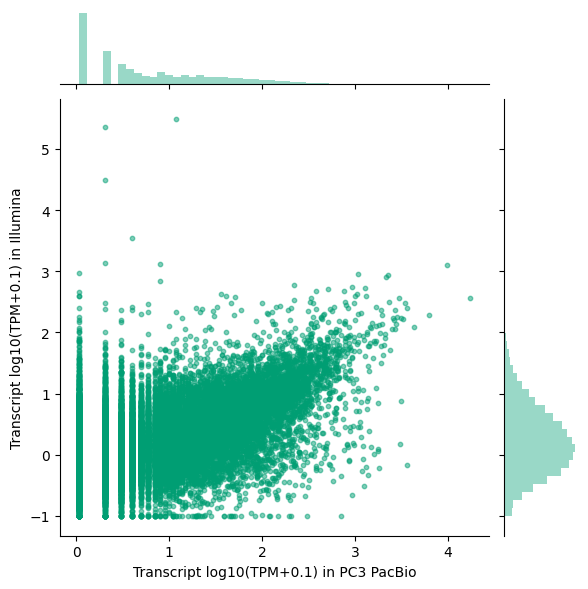 5
4
3
2
1
0
−1
Transcript log10(TPM+0.1) in Illumina
0 1 2 3 4
Transcript log10(TPM+0.1) in PC3 PacBio